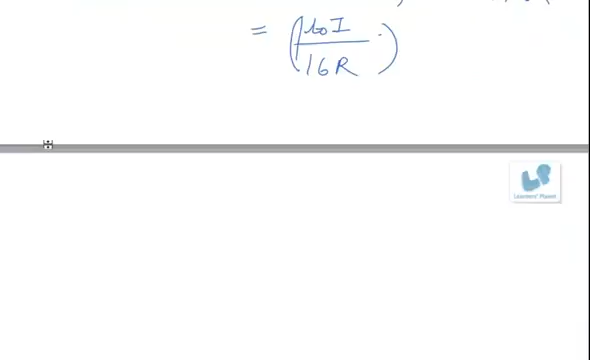 = (μ₀I / 16R)
Learners' Planet